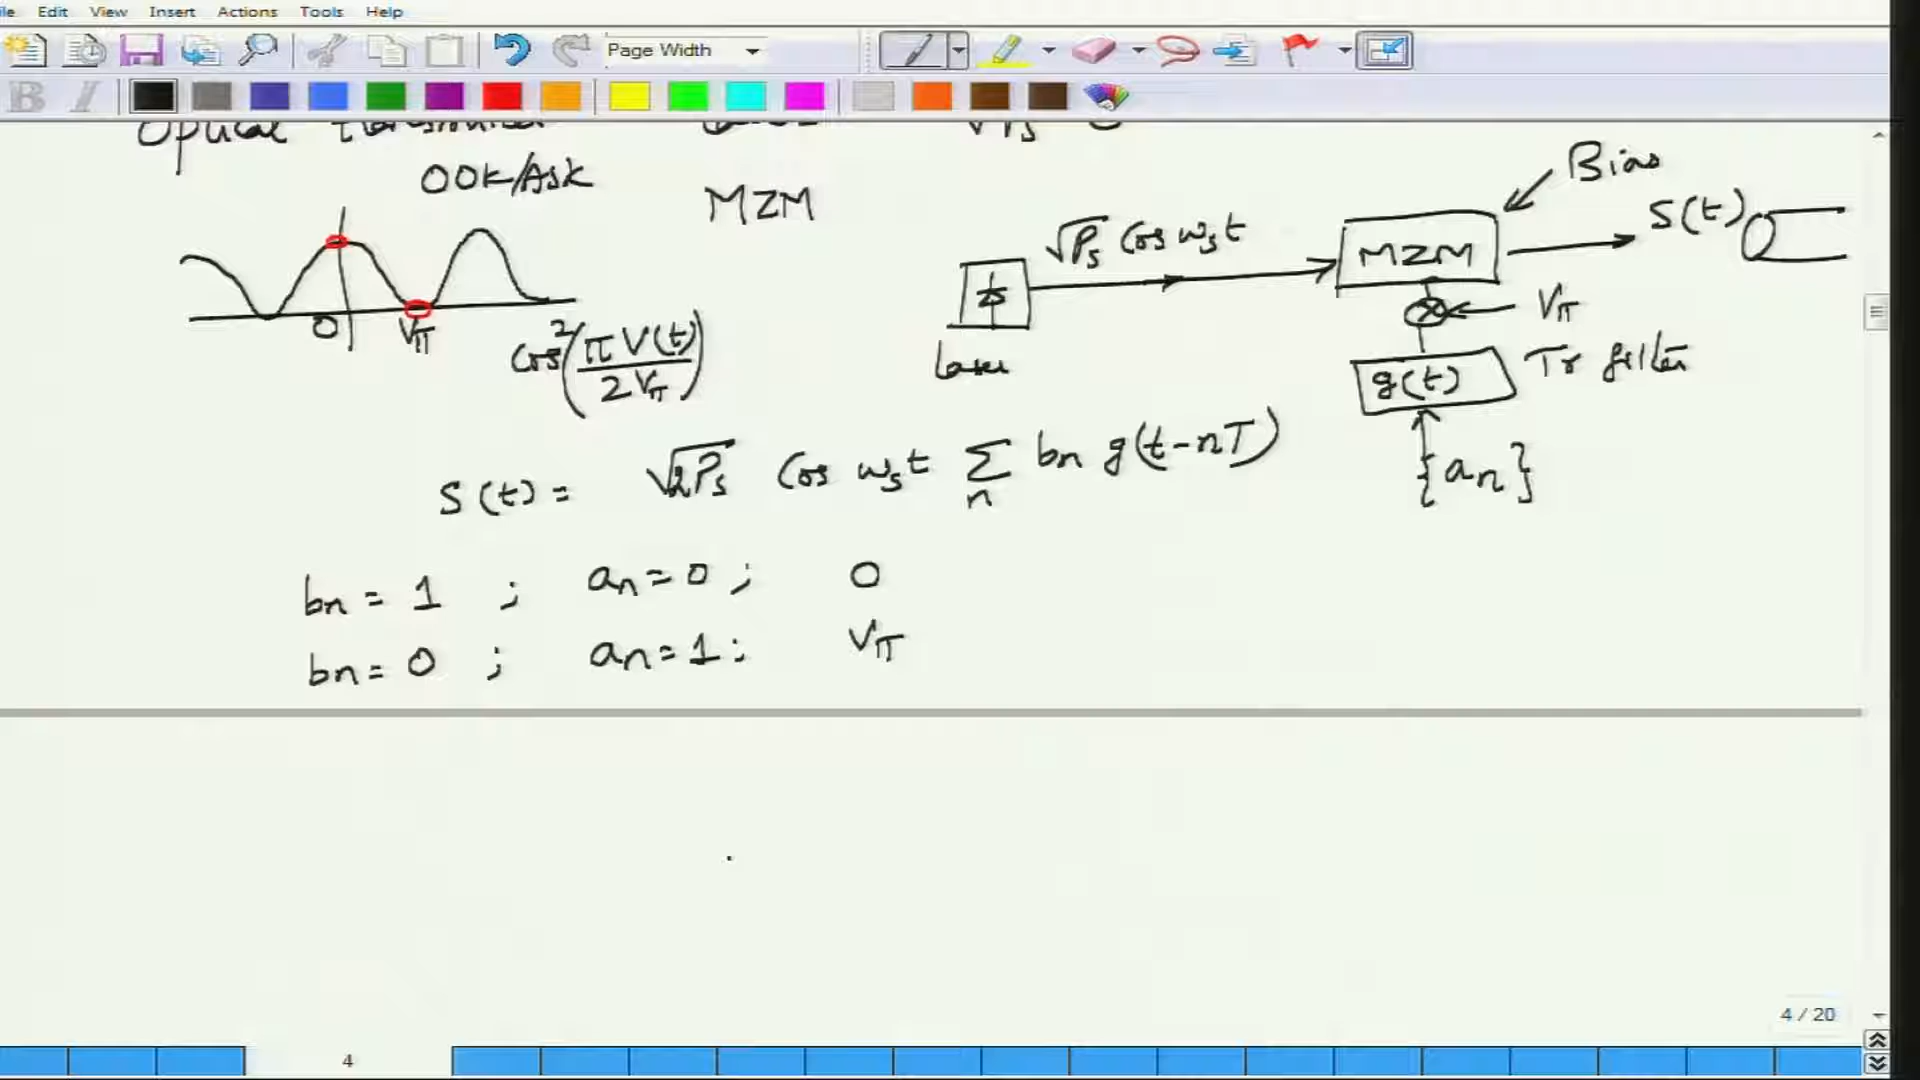 Edit View Insert Actions Tools Help
Page Width
B I
Optical
OOK/ASK
MZM
Bias
√Ps Cos ωst
MZM
S(t)
0 Vπ
Cos²(πV(t)/2Vπ)
Laser
Vπ
g(t)
Tr filter
{an}
S(t) = √2Ps Cos ωst Σn bn g(t-nT)
bn = 1 ; an = 0 ; 0
bn = 0 ; an = 1 ; Vπ
4 / 20
4